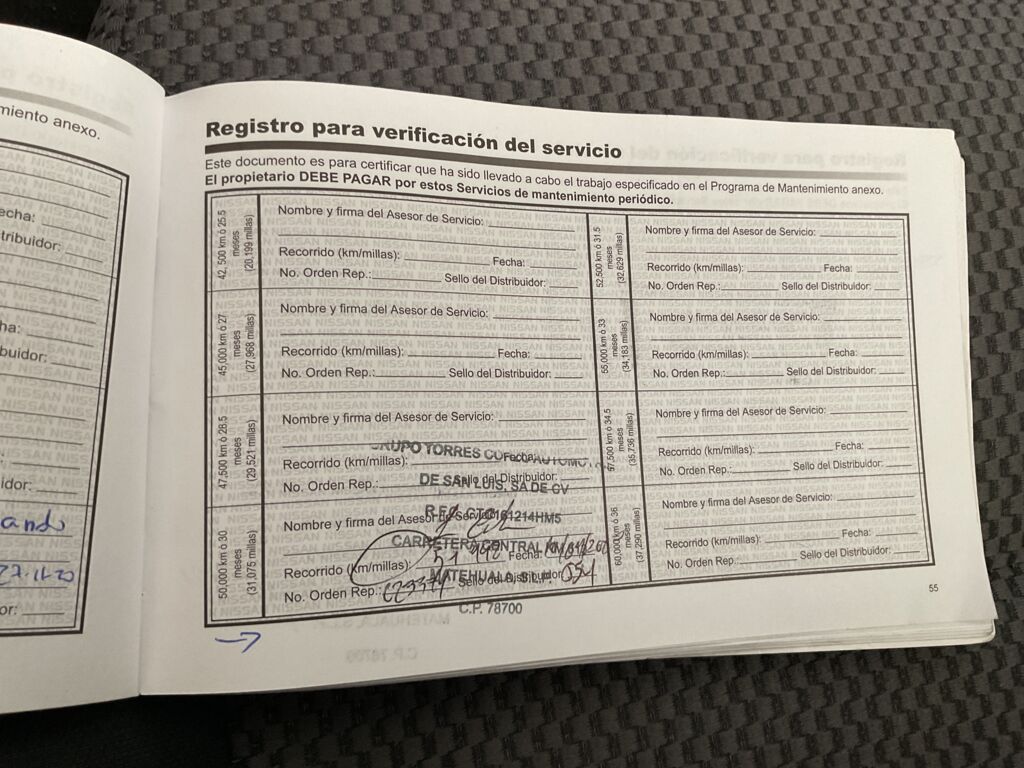 miento anexo.
echa:
tribuidor:
ha:
buidor:
idor:
ando
27-11-20
or:
Registro para verificación del servicio
Este documento es para certificar que ha sido llevado a cabo el trabajo especificado en el Programa de Mantenimiento anexo.
El propietario DEBE PAGAR por estos Servicios de mantenimiento periódico.
42, 500 km ó 25.5
meses
Nombre y firma del Asesor de Servicio:
Recorrido (km/millas): Fecha:
No. Orden Rep.: Sello del Distribuidor:
45,000 km ó 27
meses
(27,968 millas)
Nombre y firma del Asesor de Servicio:
Recorrido (km/millas): Fecha:
No. Orden Rep.: Sello del Distribuidor:
47,500 km ó 28.5
meses
(29,521 millas)
Nombre y firma del Asesor de Servicio:
Recorrido (km/millas): Fecha:
No. Orden Rep.: Sello del Distribuidor:
50,000 km ó 30
meses
(31,075 millas)
Nombre y firma del Asesor de Servicio:
Recorrido (km/millas): Fecha:
No. Orden Rep.: Sello del Distribuidor:
GRUPO TORRES CO
DE SAN LUIS, SA DE CV
CARRETERA CENTRAL KM
MATEHUALA, S.L.P.
C.P. 78700
52,500 km ó 31.5
meses
(32,629 millas)
Nombre y firma del Asesor de Servicio:
Recorrido (km/millas): Fecha:
No. Orden Rep.: Sello del Distribuidor:
55,000 km ó 33
meses
(34,183 millas)
Nombre y firma del Asesor de Servicio:
Recorrido (km/millas): Fecha:
No. Orden Rep.: Sello del Distribuidor:
57,500 km ó 34.5
meses
(35,736 millas)
Nombre y firma del Asesor de Servicio:
Recorrido (km/millas): Fecha:
No. Orden Rep.: Sello del Distribuidor:
60,000 km ó 36
meses
(37,290 millas)
Nombre y firma del Asesor de Servicio:
Recorrido (km/millas): Fecha:
No. Orden Rep.: Sello del Distribuidor:
55